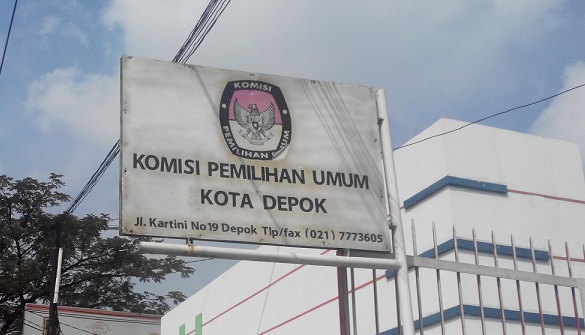 KOMISI
PEMILIHAN UMUM
KOMISI PEMILIHAN UMUM
KOTA DEPOK
Jl. Kartini No19 Depok Tlp/fax (021) 7773605